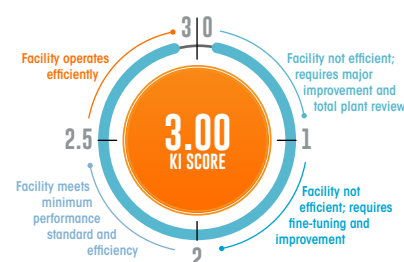 3 0
Facility operates
efficiently
Facility not efficient;
requires major
improvement and
total plant review
2.5
3.00
KI SCORE
1
Facility meets
minimum
performance
standard and
efficiency
Facility not
efficient; requires
fine-tuning and
improvement
2